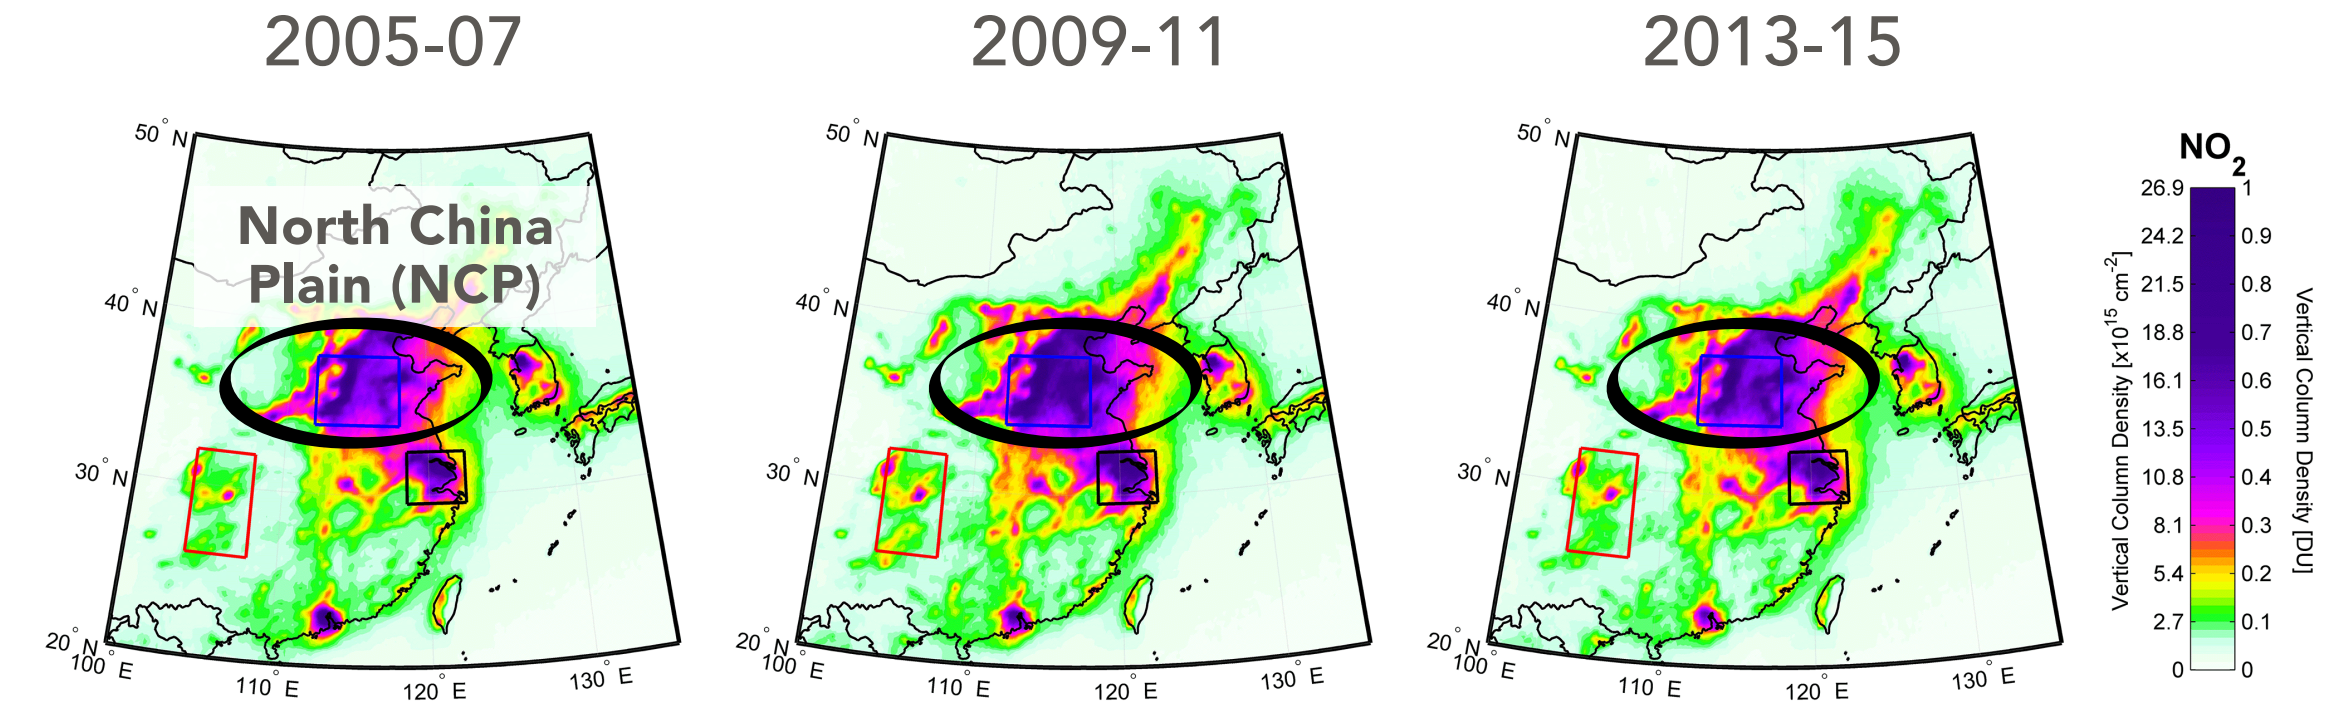 2005-07 2009-11 2013-15
North China
Plain (NCP)
50° N
40° N
30° N
20° N
100° E
110° E
120° E
130° E
50° N
40° N
30° N
20° N
100° E
110° E
120° E
130° E
50° N
40° N
30° N
20° N
100° E
110° E
120° E
130° E
NO2
26.9 1
24.2 0.9
21.5 0.8
18.8 0.7
16.1 0.6
13.5 0.5
10.8 0.4
8.1 0.3
5.4 0.2
2.7 0.1
0 0
Vertical Column Density [x10^15 cm^-2]
Vertical Column Density [DU]